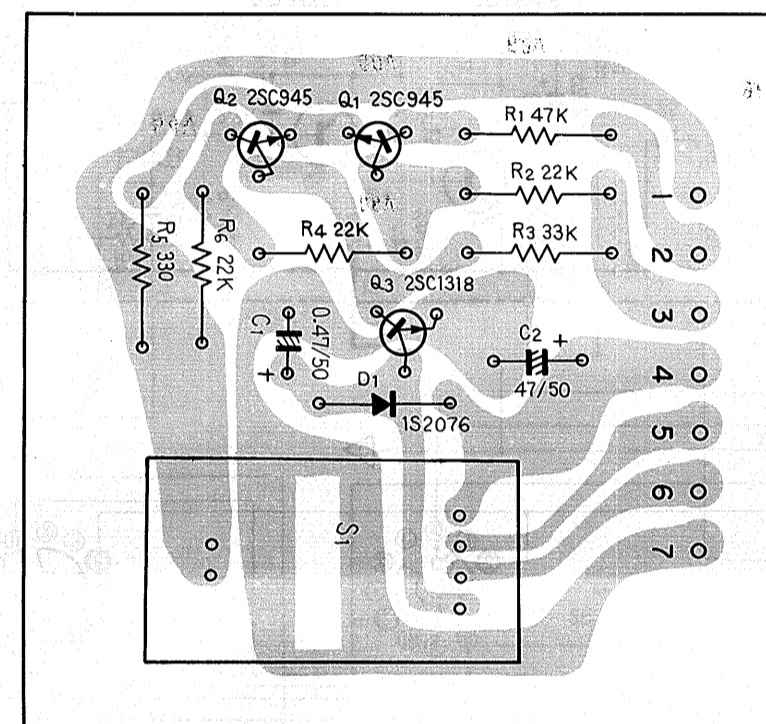 Q2 2SC945
Q1 2SC945
R1 47K
R2 22K
R3 33K
R4 22K
R5 330
R6 22K
Q3 2SC1318
C1 0.47/50
+
C2 +
47/50
D1
1S2076
S1
1
2
3
4
5
6
7